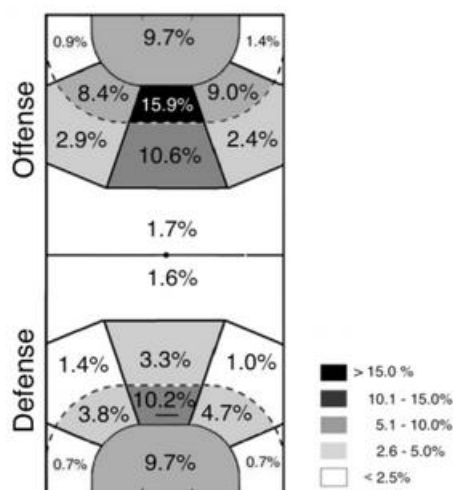 0.9% 9.7% 1.4%
8.4% 15.9% 9.0%
2.9% 10.6% 2.4%
Offense
1.7%
1.6%
Defense
1.4% 3.3% 1.0%
3.8% 10.2% 4.7%
0.7% 9.7% 0.7%
> 15.0 %
10.1 - 15.0%
5.1 - 10.0%
2.6 - 5.0%
< 2.5%